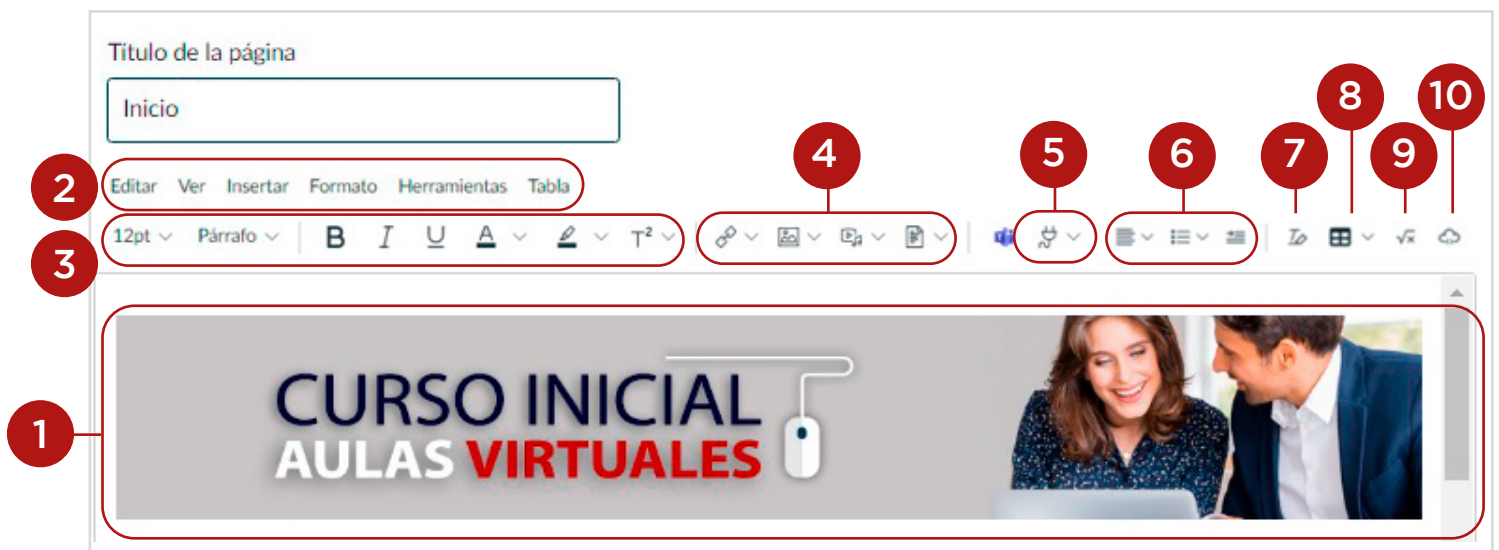 Título de la página
Inicio
8
10
4
5
6
7
9
2
Editar Ver Insertar Formato Herramientas Tabla
12pt Párrafo B I U A T²  √x
3
CURSO INICIAL
1
AULAS VIRTUALES